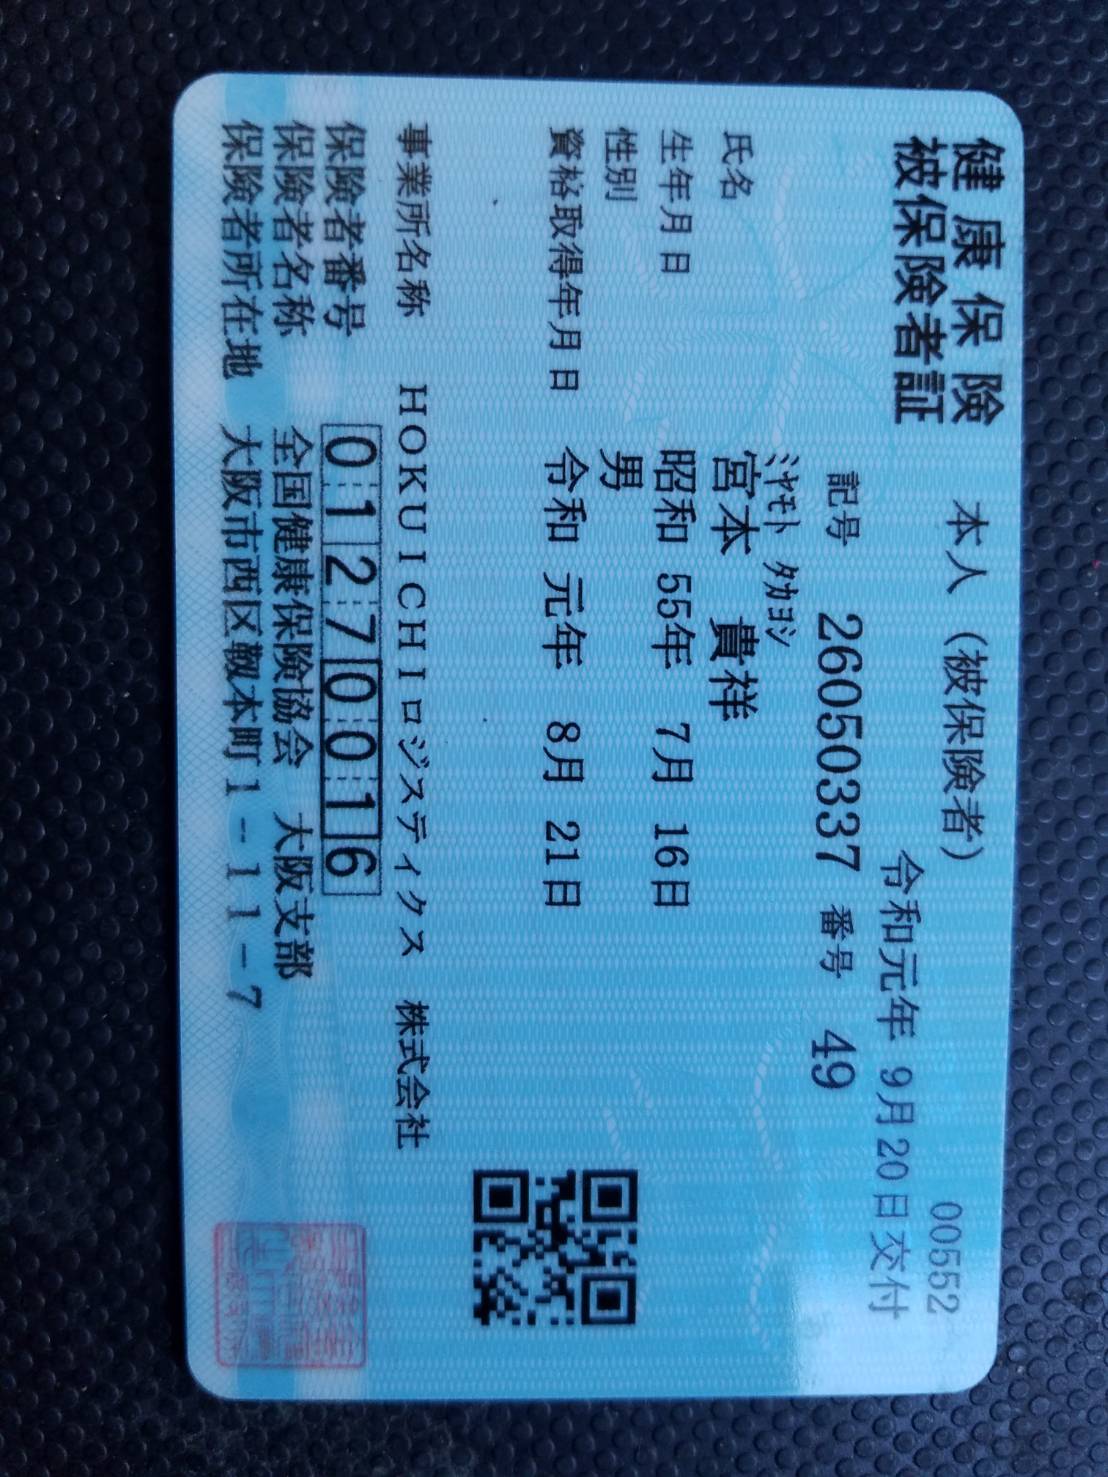 健康保険
被保険者証
本人（被保険者）
00552
令和元年 9月20日交付
記号 26050337 番号 49
ﾐﾔﾓﾄ ﾀｶﾖｼ
氏名 宮本 貴祥
生年月日 昭和 55年 7月 16日
性別 男
資格取得年月日 令和 元年 8月 21日
事業所名称 HOKUICHIロジスティクス 株式会社
保険者番号 01270016
保険者名称 全国健康保険協会 大阪支部
保険者所在地 大阪市西区靱本町1-11-7